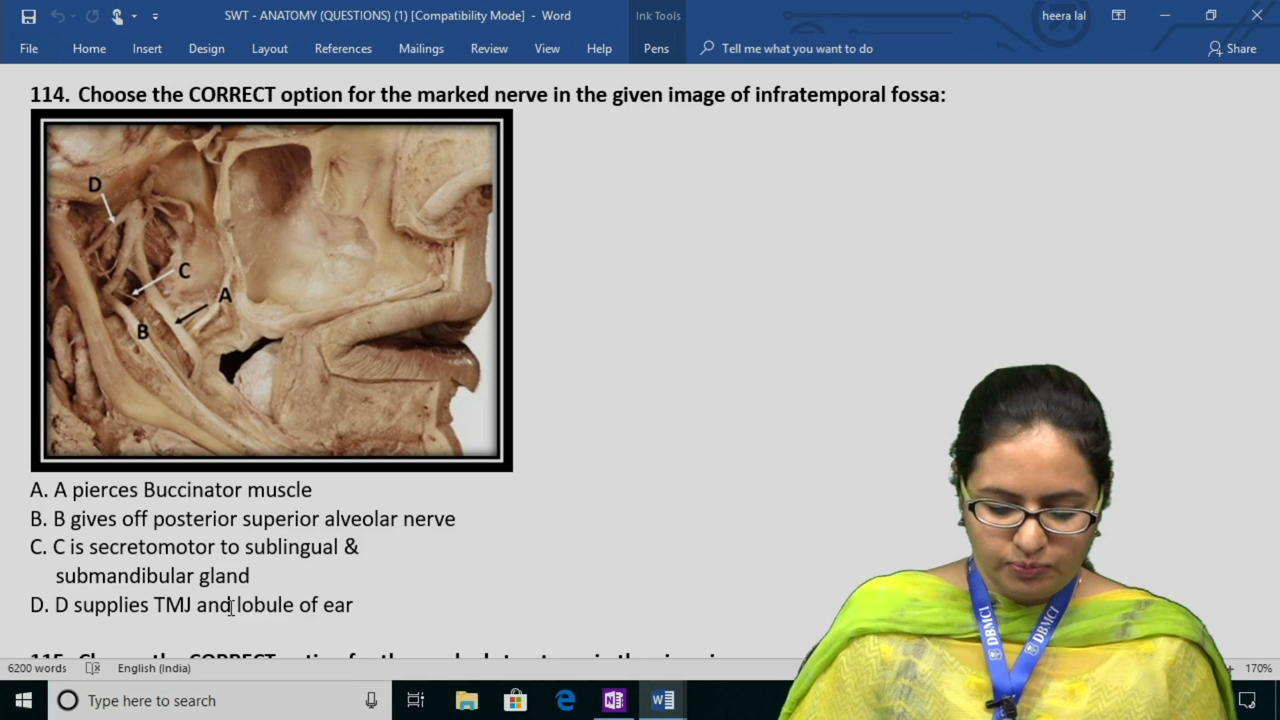 SWT - ANATOMY (QUESTIONS) (1) [Compatibility Mode] - Word
Ink Tools
heera lal
File Home Insert Design Layout References Mailings Review View Help Pens Tell me what you want to do Share
114. Choose the CORRECT option for the marked nerve in the given image of infratemporal fossa:
D
C
A
B
A. A pierces Buccinator muscle
B. B gives off posterior superior alveolar nerve
C. C is secretomotor to sublingual &
submandibular gland
D. D supplies TMJ and lobule of ear
6200 words English (India) 170%
Type here to search
DBMCI
DBMCI